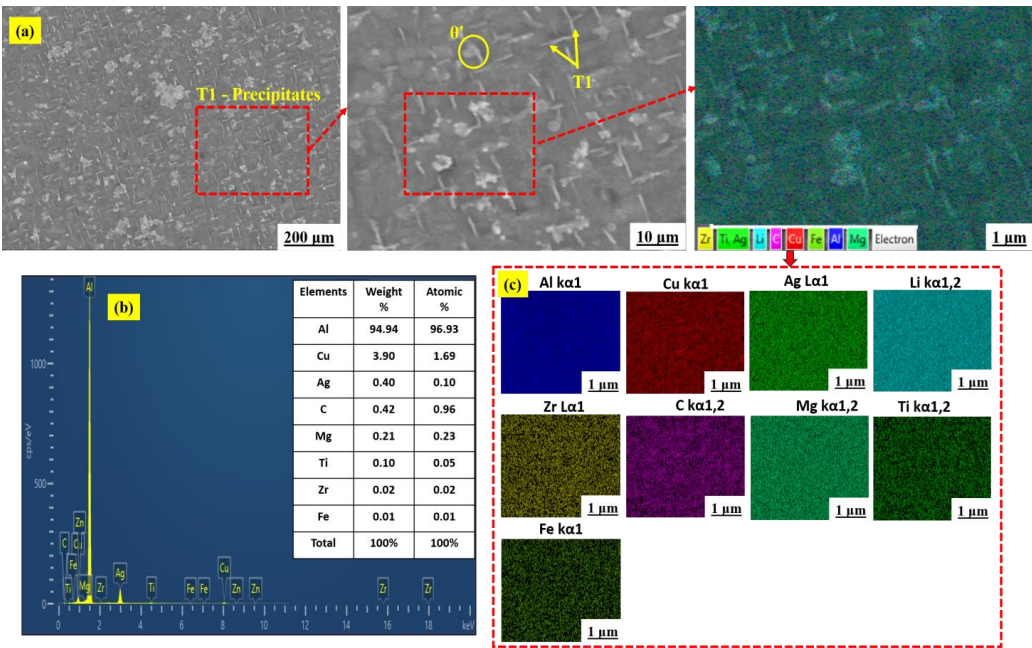 (a)
T1 - Precipitates
200 µm
θ'
T1
10 µm
Zr Ti, Ag Li C Cu Fe Al Mg Electron
1 µm
(b)
Al
Zn
C Cu
Fe
Ti Mg Zr Ag Ti Fe Fe Cu Zn Zn Zr Zr
1000
500
0
cps/eV
0 2 4 6 8 10 12 14 16 18 keV
Elements Weight % Atomic %
Al 94.94 96.93
Cu 3.90 1.69
Ag 0.40 0.10
C 0.42 0.96
Mg 0.21 0.23
Ti 0.10 0.05
Zr 0.02 0.02
Fe 0.01 0.01
Total 100% 100%
(c)
Al kα1 Cu kα1 Ag Lα1 Li kα1,2
1 µm 1 µm 1 µm 1 µm
Zr Lα1 C kα1,2 Mg kα1,2 Ti kα1,2
1 µm 1 µm 1 µm 1 µm
Fe kα1
1 µm